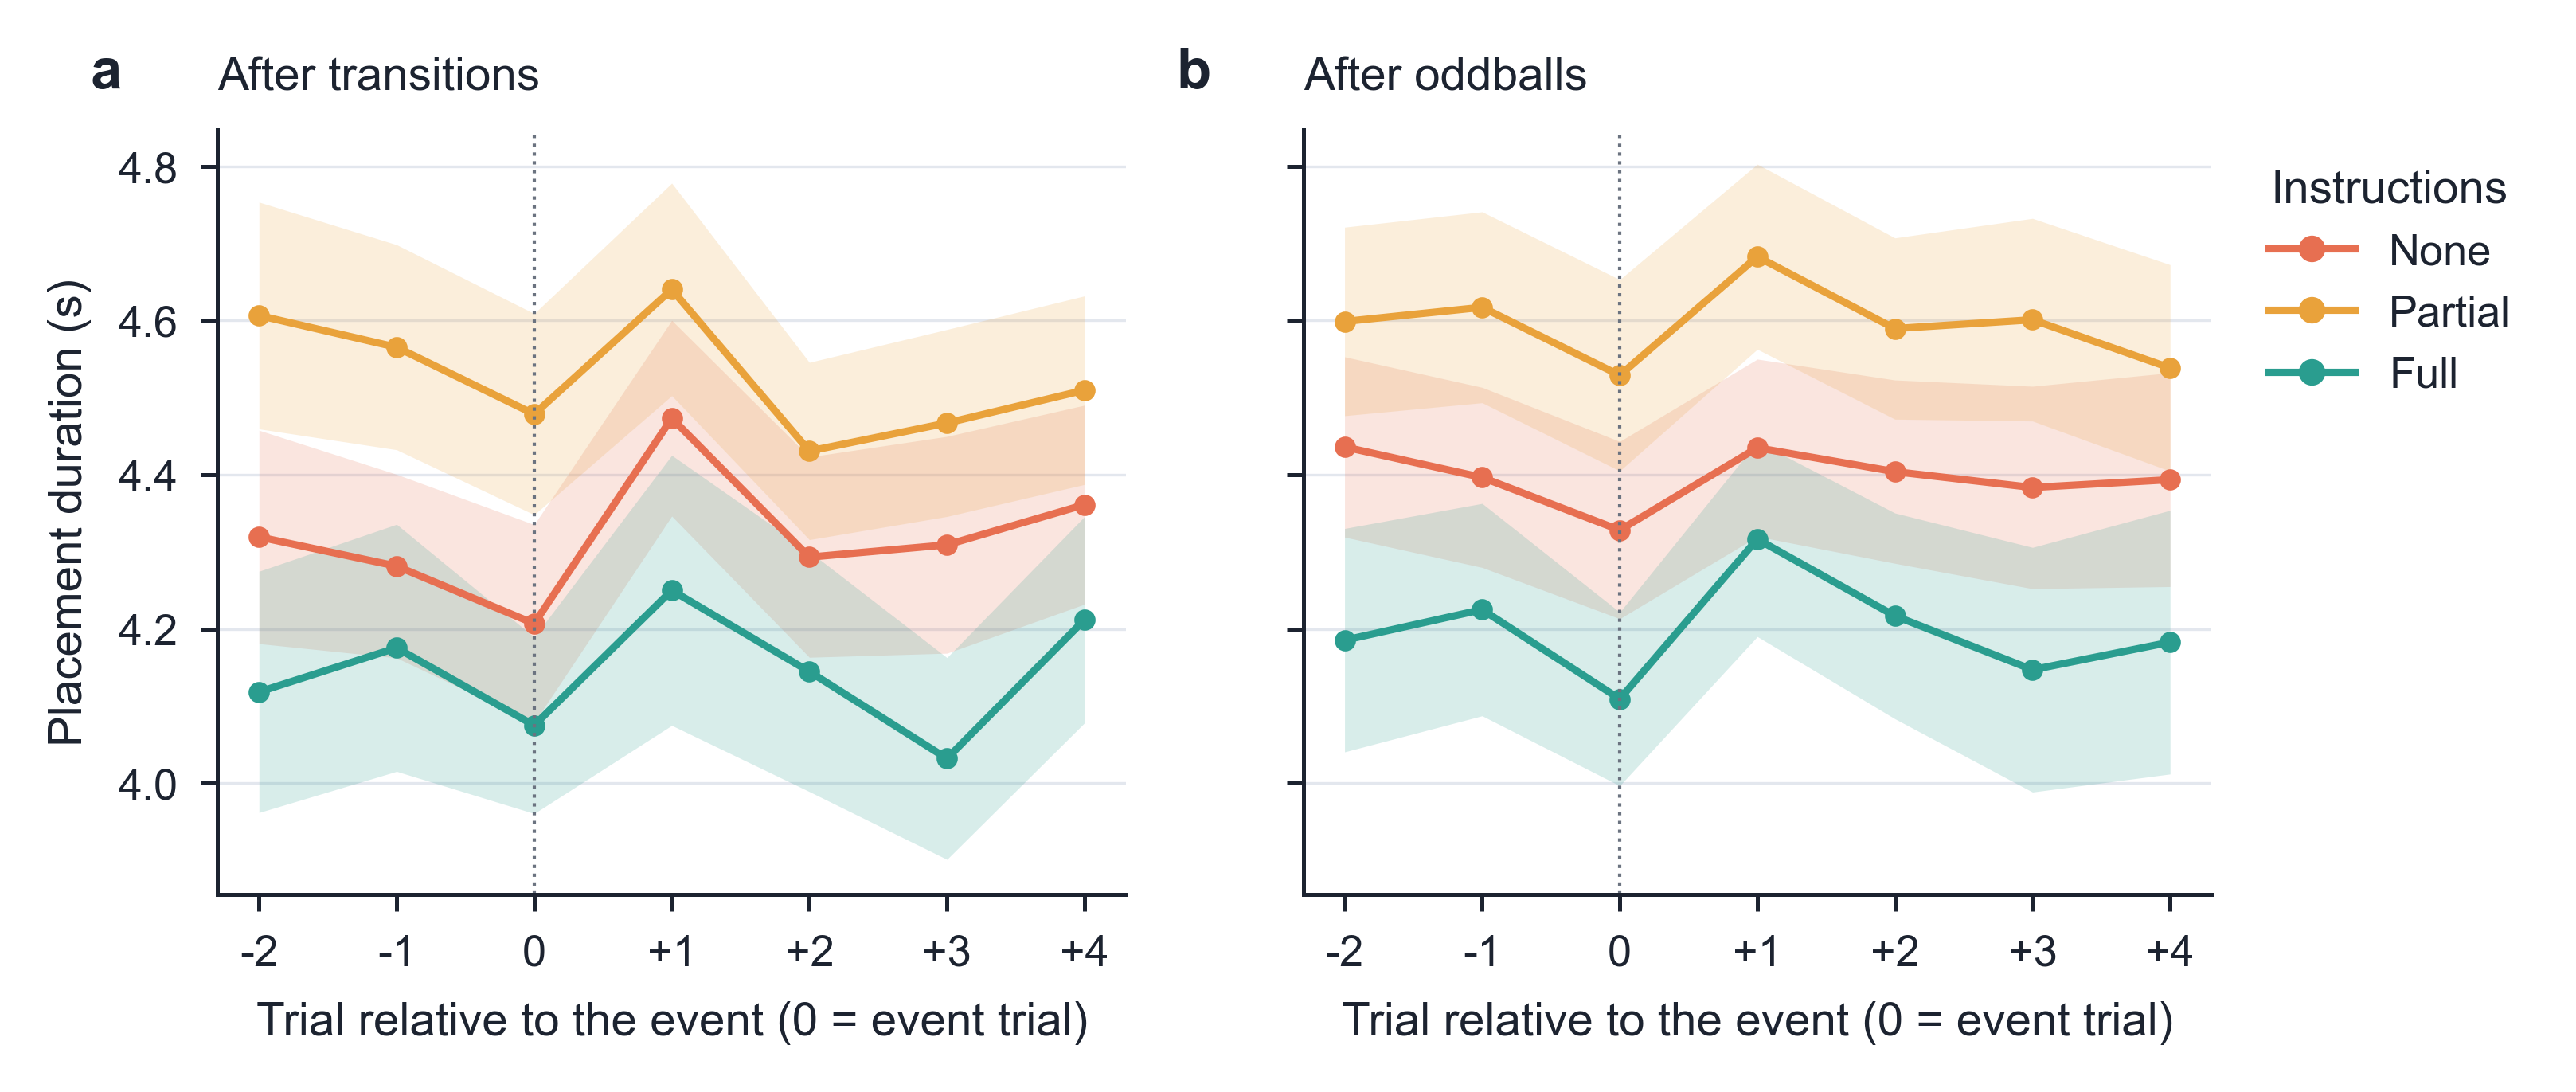 a After transitions
b After oddballs
Placement duration (s)
4.8
4.6
4.4
4.2
4.0
-2 -1 0 +1 +2 +3 +4
Trial relative to the event (0 = event trial)
-2 -1 0 +1 +2 +3 +4
Trial relative to the event (0 = event trial)
Instructions
None
Partial
Full